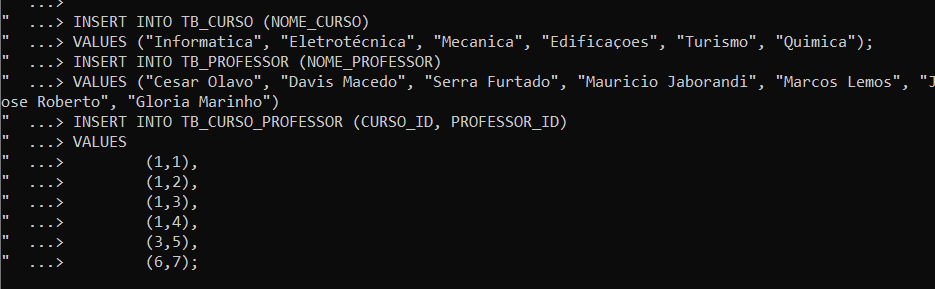 ...>
"  ...> INSERT INTO TB_CURSO (NOME_CURSO)
"  ...> VALUES ("Informatica", "Eletrotécnica", "Mecanica", "Edificaçoes", "Turismo", "Quimica");
"  ...> INSERT INTO TB_PROFESSOR (NOME_PROFESSOR)
"  ...> VALUES ("Cesar Olavo", "Davis Macedo", "Serra Furtado", "Mauricio Jaborandi", "Marcos Lemos", "J
ose Roberto", "Gloria Marinho")
"  ...> INSERT INTO TB_CURSO_PROFESSOR (CURSO_ID, PROFESSOR_ID)
"  ...> VALUES
"  ...>         (1,1),
"  ...>         (1,2),
"  ...>         (1,3),
"  ...>         (1,4),
"  ...>         (3,5),
"  ...>         (6,7);